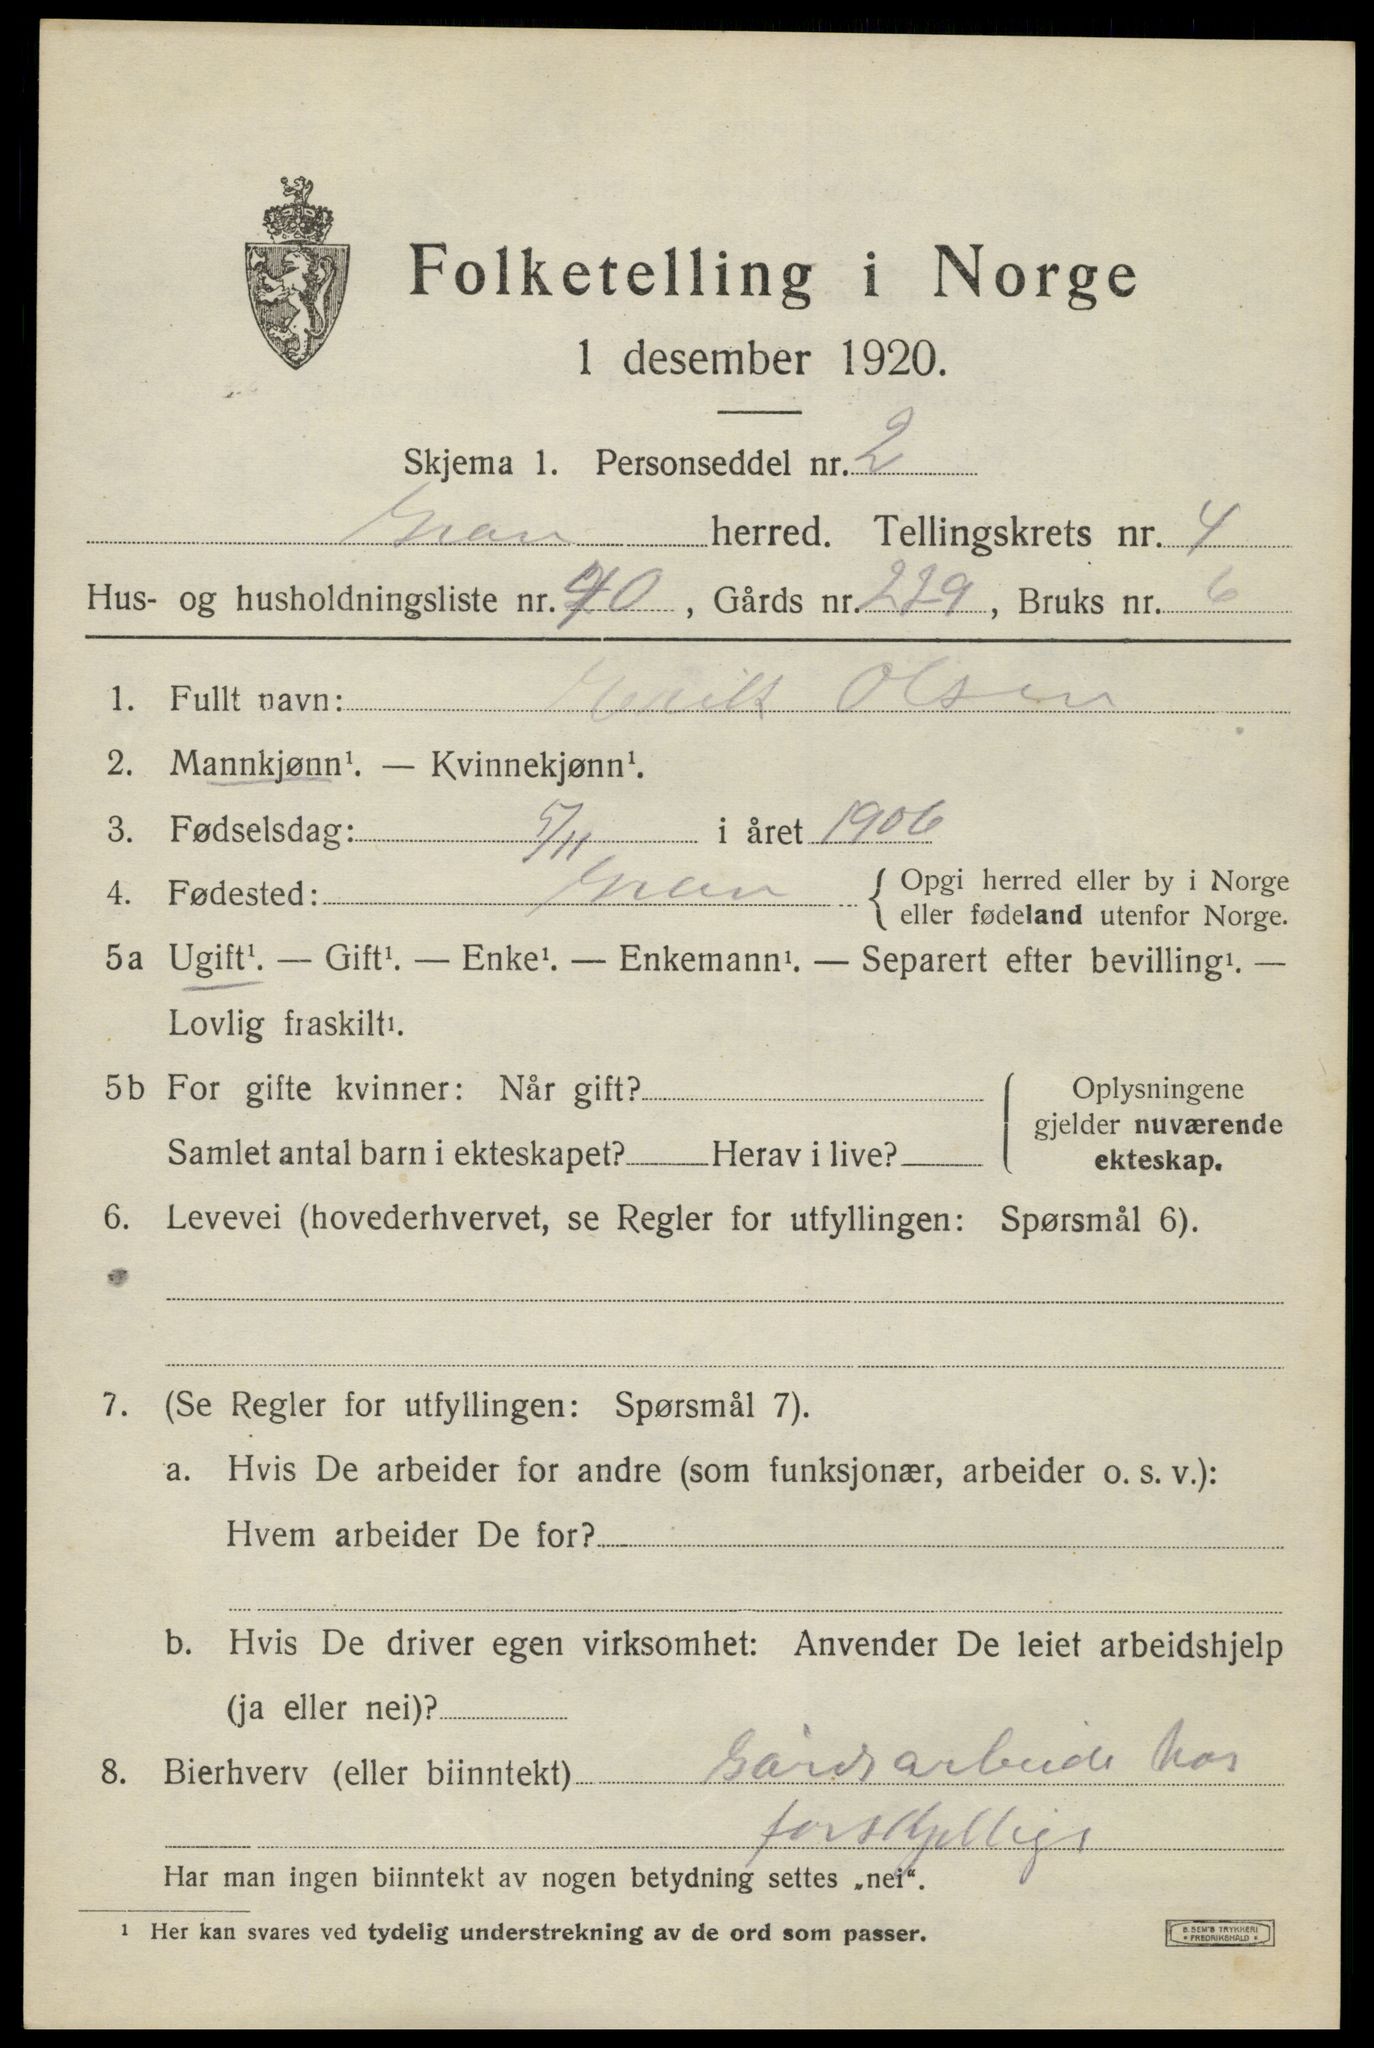 Folketelling i Norge
1 desember 1920.
Skjema 1. Personseddel nr. 2
Gran herred. Tellingskrets nr. 4
Hus- og husholdningsliste nr. 0, Gårds nr. 229, Bruks nr. 6
1. Fullt navn: Olsen
2. Mannkjønn¹. — Kvinnekjønn¹.
3. Fødselsdag: 5/11 i året 1906
4. Fødested: Gran { Opgi herred eller by i Norge
eller fødeland utenfor Norge.
5a Ugift¹. — Gift¹. — Enke¹. — Enkemann¹. — Separert efter bevilling¹. —
Lovlig fraskilt¹.
5b For gifte kvinner: Når gift?
Samlet antal barn i ekteskapet? Herav i live?
Oplysningene
gjelder nuværende
ekteskap.
6. Levevei (hovederhvervet, se Regler for utfyllingen: Spørsmål 6).
7. (Se Regler for utfyllingen: Spørsmål 7).
a. Hvis De arbeider for andre (som funksjonær, arbeider o. s. v.):
Hvem arbeider De for?
b. Hvis De driver egen virksomhet: Anvender De leiet arbeidshjelp
(ja eller nei)?
8. Bierhverv (eller biinntekt) Gårdsarbeide hos
forskjellige
Har man ingen biinntekt av nogen betydning settes „nei“.
¹ Her kan svares ved tydelig understrekning av de ord som passer.
B. SEM'S TRYKKERI
* FREDRIKSHALD *